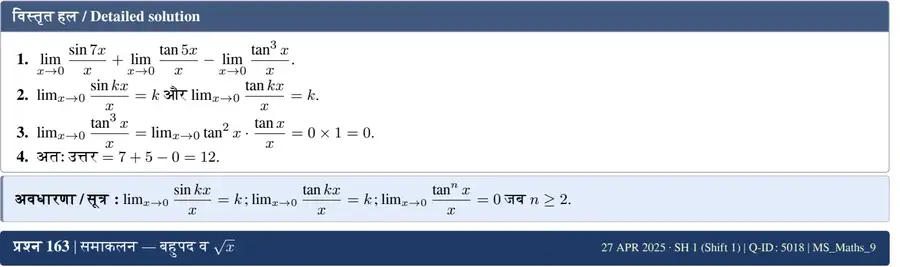 विस्तृत हल / Detailed solution
1. lim_{x→0} sin 7x / x + lim_{x→0} tan 5x / x − lim_{x→0} tan³ x / x.
2. lim_{x→0} sin kx / x = k और lim_{x→0} tan kx / x = k.
3. lim_{x→0} tan³ x / x = lim_{x→0} tan² x · tan x / x = 0 × 1 = 0.
4. अतः उत्तर = 7 + 5 − 0 = 12.
अवधारणा / सूत्र : lim_{x→0} sin kx / x = k ; lim_{x→0} tan kx / x = k ; lim_{x→0} tanⁿ x / x = 0 जब n ≥ 2.
प्रश्न 163 | समाकलन — बहुपद व √x 27 APR 2025 · SH 1 (Shift 1) | Q-ID: 5018 | MS_Maths_9